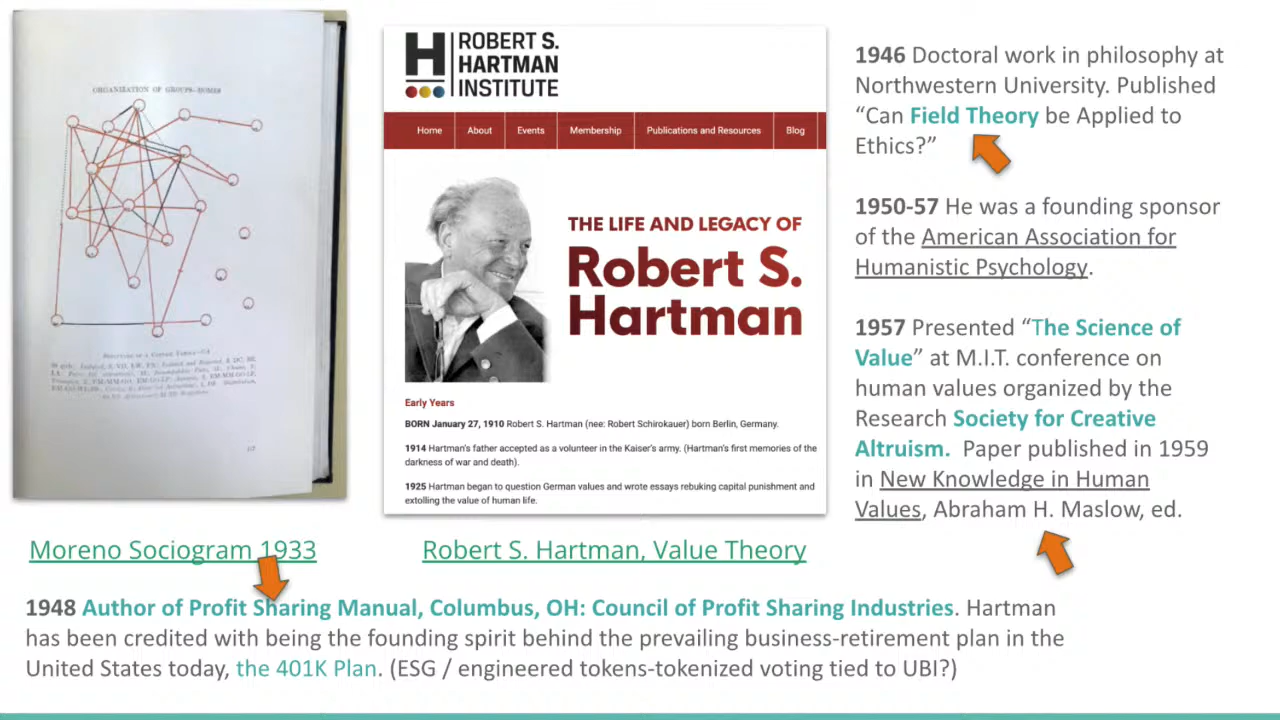 ORGANIZATION OF GROUPS—HOMES
117
Moreno Sociogram 1933
ROBERT S.
HARTMAN
INSTITUTE
Home About Events Membership Publications and Resources Blog
THE LIFE AND LEGACY OF
Robert S.
Hartman
Early Years
BORN January 27, 1910 Robert S. Hartman (nee: Robert Schirokauer) born Berlin, Germany.
1914 Hartman's father accepted as a volunteer in the Kaiser's army. (Hartman's first memories of the
darkness of war and death).
1925 Hartman began to question German values and wrote essays rebuking capital punishment and
extolling the value of human life.
Robert S. Hartman, Value Theory
1946 Doctoral work in philosophy at
Northwestern University. Published
“Can Field Theory be Applied to
Ethics?”
1950-57 He was a founding sponsor
of the American Association for
Humanistic Psychology.
1957 Presented “The Science of
Value” at M.I.T. conference on
human values organized by the
Research Society for Creative
Altruism. Paper published in 1959
in New Knowledge in Human
Values, Abraham H. Maslow, ed.
1948 Author of Profit Sharing Manual, Columbus, OH: Council of Profit Sharing Industries. Hartman
has been credited with being the founding spirit behind the prevailing business-retirement plan in the
United States today, the 401K Plan. (ESG / engineered tokens-tokenized voting tied to UBI?)